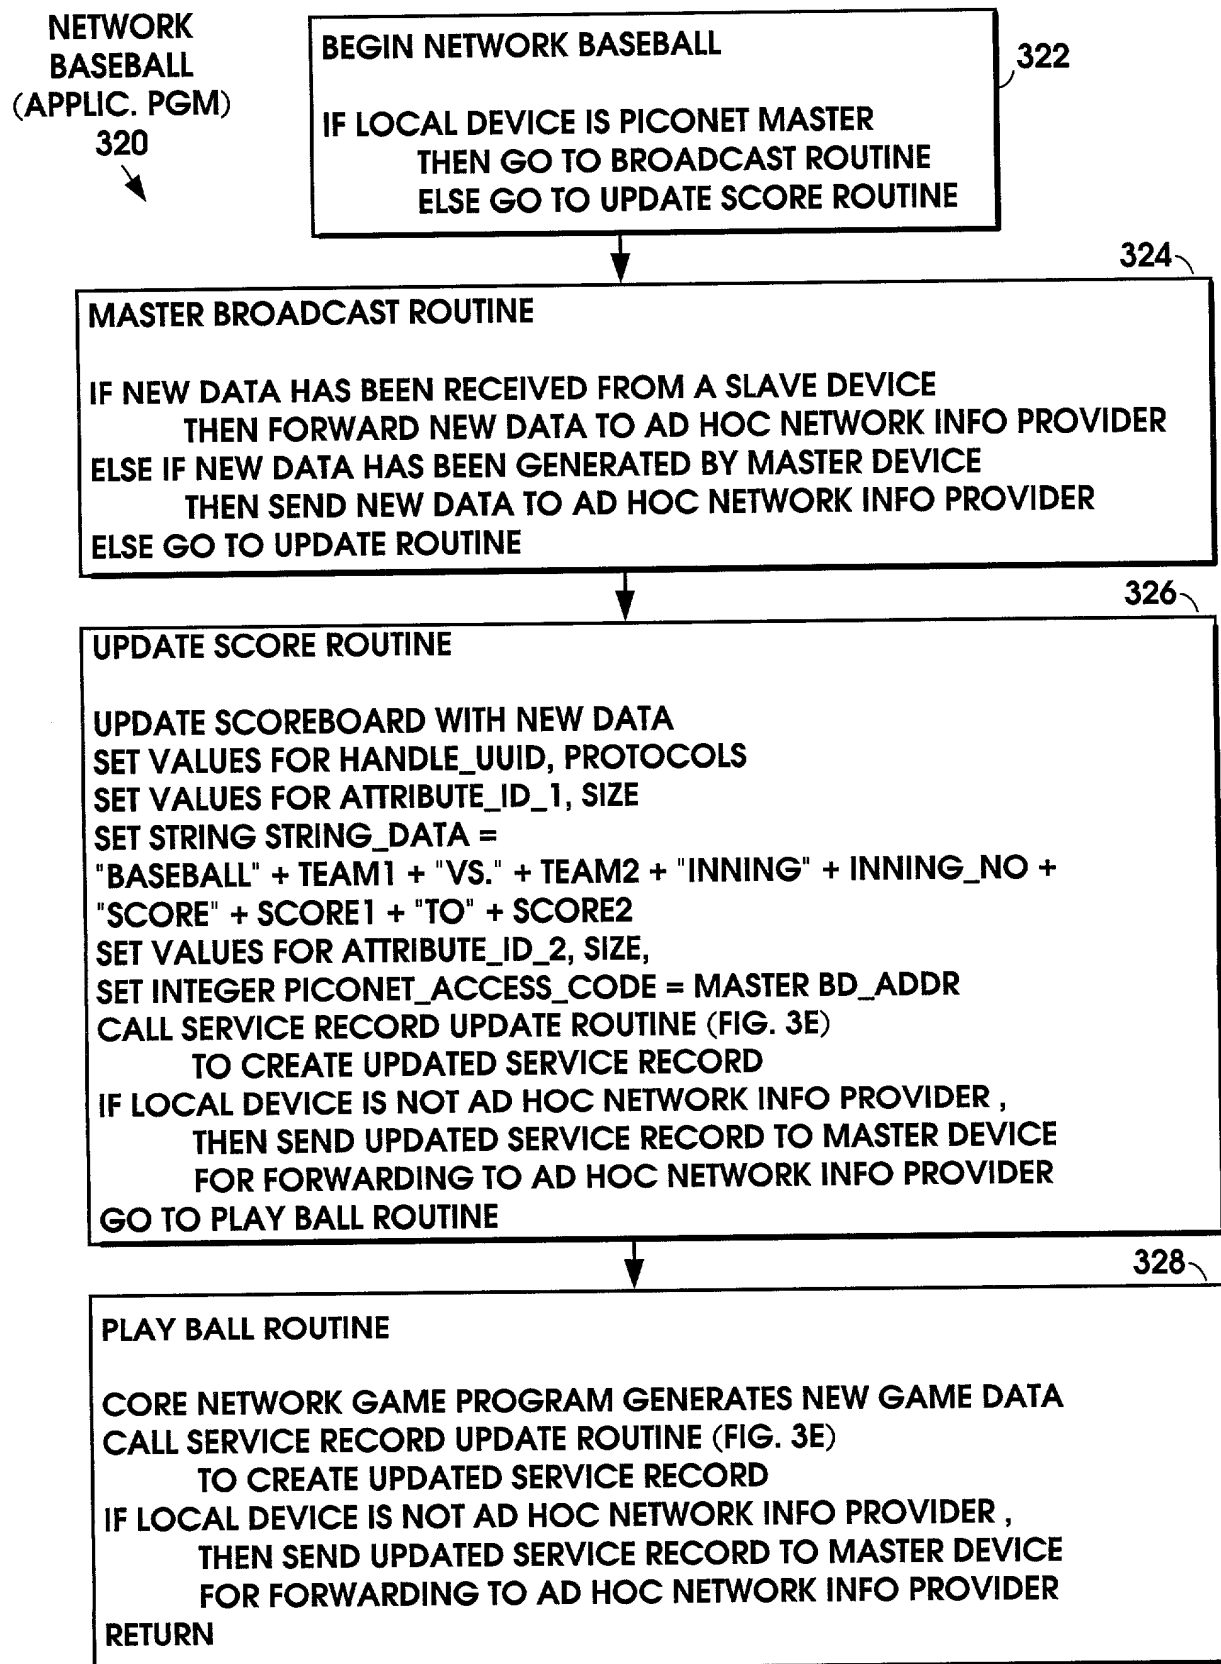 NETWORK
BASEBALL
(APPLIC. PGM)
320
BEGIN NETWORK BASEBALL
322
IF LOCAL DEVICE IS PICONET MASTER
THEN GO TO BROADCAST ROUTINE
ELSE GO TO UPDATE SCORE ROUTINE
324
MASTER BROADCAST ROUTINE
IF NEW DATA HAS BEEN RECEIVED FROM A SLAVE DEVICE
THEN FORWARD NEW DATA TO AD HOC NETWORK INFO PROVIDER
ELSE IF NEW DATA HAS BEEN GENERATED BY MASTER DEVICE
THEN SEND NEW DATA TO AD HOC NETWORK INFO PROVIDER
ELSE GO TO UPDATE ROUTINE
326
UPDATE SCORE ROUTINE
UPDATE SCOREBOARD WITH NEW DATA
SET VALUES FOR HANDLE_UUID, PROTOCOLS
SET VALUES FOR ATTRIBUTE_ID_1, SIZE
SET STRING STRING_DATA =
"BASEBALL" + TEAM1 + "VS." + TEAM2 + "INNING" + INNING_NO +
"SCORE" + SCORE1 + "TO" + SCORE2
SET VALUES FOR ATTRIBUTE_ID_2, SIZE,
SET INTEGER PICONET_ACCESS_CODE = MASTER BD_ADDR
CALL SERVICE RECORD UPDATE ROUTINE (FIG. 3E)
TO CREATE UPDATED SERVICE RECORD
IF LOCAL DEVICE IS NOT AD HOC NETWORK INFO PROVIDER ,
THEN SEND UPDATED SERVICE RECORD TO MASTER DEVICE
FOR FORWARDING TO AD HOC NETWORK INFO PROVIDER
GO TO PLAY BALL ROUTINE
328
PLAY BALL ROUTINE
CORE NETWORK GAME PROGRAM GENERATES NEW GAME DATA
CALL SERVICE RECORD UPDATE ROUTINE (FIG. 3E)
TO CREATE UPDATED SERVICE RECORD
IF LOCAL DEVICE IS NOT AD HOC NETWORK INFO PROVIDER ,
THEN SEND UPDATED SERVICE RECORD TO MASTER DEVICE
FOR FORWARDING TO AD HOC NETWORK INFO PROVIDER
RETURN